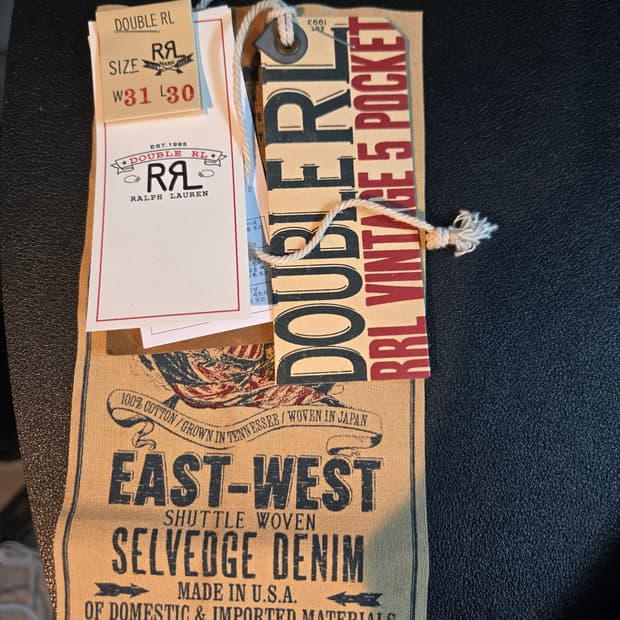 DOUBLE RL
RRL
SIZE
W31 L30
EST. 1993
DOUBLE RL
RRL
RALPH LAUREN
EST. 1993
DOUBLE RL
RRL VINTAGE 5 POCKET
100% COTTON / GROWN IN TENNESSEE / WOVEN IN JAPAN
EAST-WEST
SHUTTLE WOVEN
SELVEDGE DENIM
MADE IN U.S.A.
OF DOMESTIC & IMPORTED MATERIALS